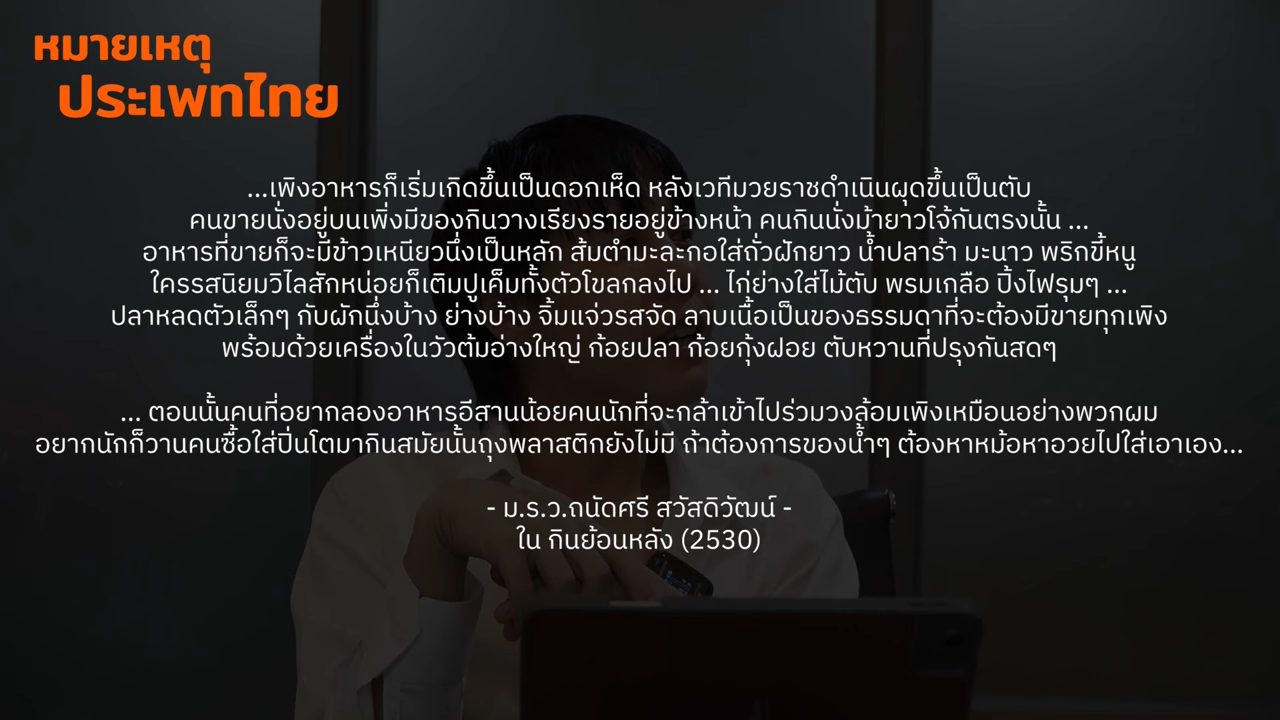 หมายเหตุ
ประเพทไทย
...เพิงอาหารก็เริ่มเกิดขึ้นเป็นดอกเห็ด หลังเวทีมวยราชดำเนินผุดขึ้นเป็นตับ
คนขายนั่งอยู่บนเพิ่งมีของกินวางเรียงรายอยู่ข้างหน้า คนกินนั่งม้ายาวโจ้กันตรงนั้น ...
อาหารที่ขายก็จะมีข้าวเหนียวนึ่งเป็นหลัก ส้มตำมะละกอใส่ถั่วฝักยาว น้ำปลาร้า มะนาว พริกขี้หนู
ใครรสนิยมวิไลสักหน่อยก็เติมปูเค็มทั้งตัวโขลกลงไป ... ไก่ย่างใส่ไม้ตับ พรมเกลือ ปิ้งไฟรุมๆ ...
ปลาหลดตัวเล็กๆ กับผักนึ่งบ้าง ย่างบ้าง จิ้มแจ่วรสจัด ลาบเนื้อเป็นของธรรมดาที่จะต้องมีขายทุกเพิง
พร้อมด้วยเครื่องในวัวต้มอ่างใหญ่ ก้อยปลา ก้อยกุ้งฝอย ตับหวานที่ปรุงกันสดๆ
... ตอนนั้นคนที่อยากลองอาหารอีสานน้อยคนนักที่จะกล้าเข้าไปร่วมวงล้อมเพิงเหมือนอย่างพวกผม
อยากนักก็วานคนซื้อใส่ปิ่นโตมากินสมัยนั้นถุงพลาสติกยังไม่มี ถ้าต้องการของน้ำๆ ต้องหาหม้อหาอวยไปใส่เอาเอง...
- ม.ร.ว.ถนัดศรี สวัสดิวัฒน์ -
ใน กินย้อนหลัง (2530)